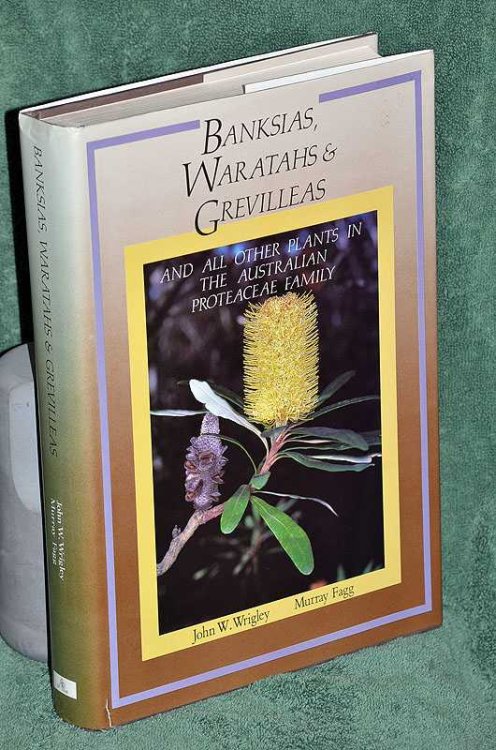 BANKSIAS,
WARATAHS &
GREVILLEAS
AND ALL OTHER PLANTS IN
THE AUSTRALIAN
PROTEACEAE FAMILY
John W. Wrigley Murray Fagg
BANKSIAS, WARATAHS & GREVILLEAS
John W. Wrigley
Murray Fagg